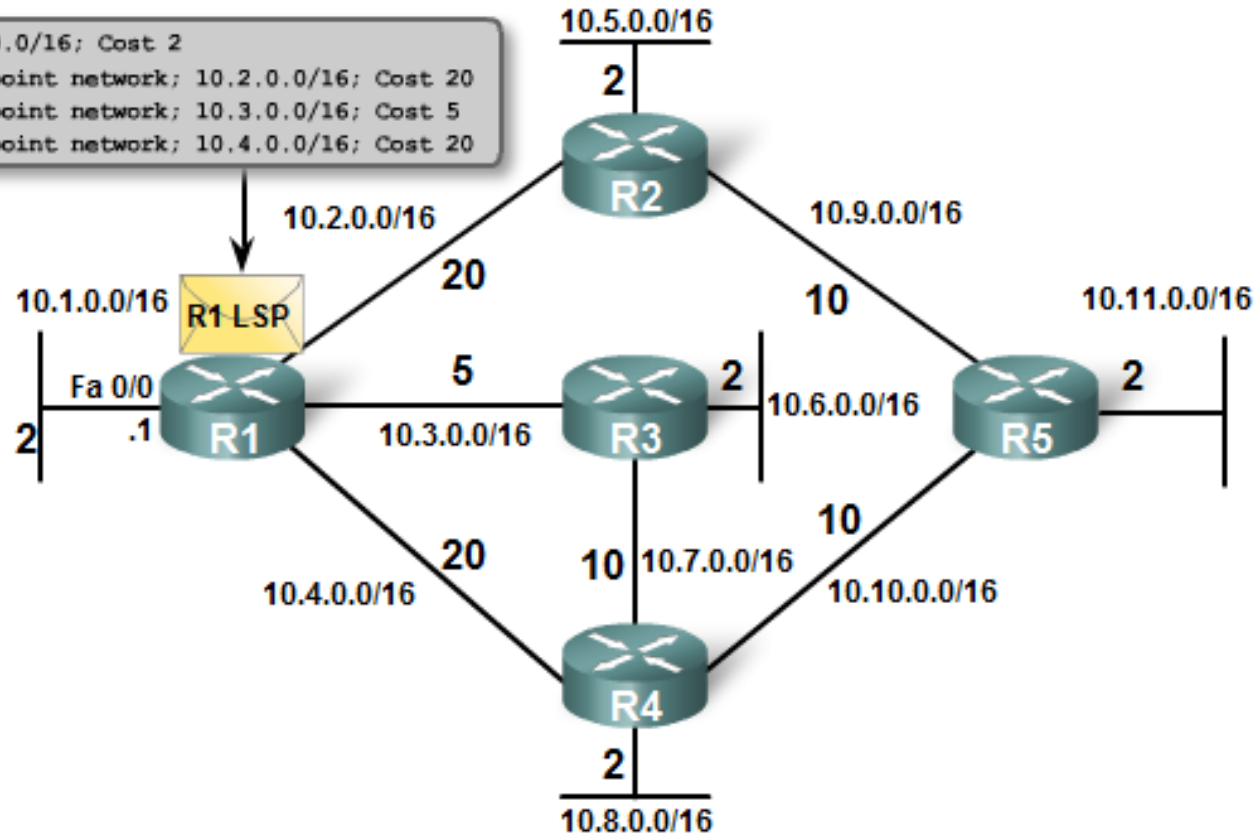 .0/16; Cost 2
point network; 10.2.0.0/16; Cost 20
point network; 10.3.0.0/16; Cost 5
point network; 10.4.0.0/16; Cost 20
10.5.0.0/16
2
R2
10.2.0.0/16
20
10.9.0.0/16
10
10.1.0.0/16
R1 LSP
10.11.0.0/16
Fa 0/0
.1
2
R1
5
10.3.0.0/16
R3
2
10.6.0.0/16
R5
2
20
10.4.0.0/16
10
10.7.0.0/16
10
10.10.0.0/16
R4
2
10.8.0.0/16